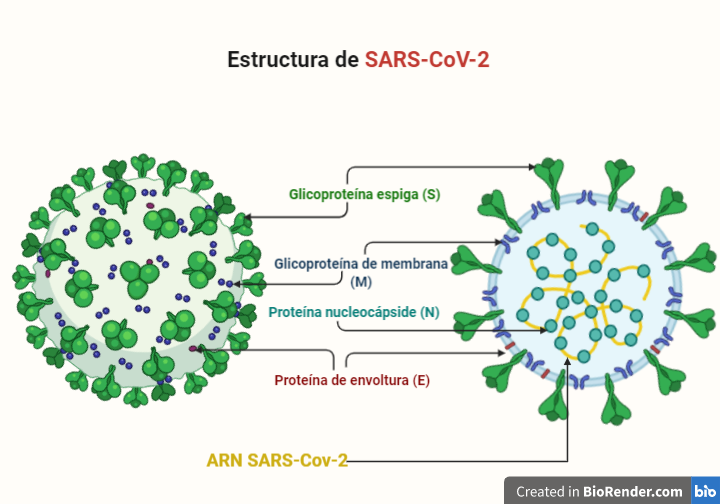 Estructura de SARS-CoV-2
Glicoproteína espiga (S)
Glicoproteína de membrana
(M)
Proteína nucleocápside (N)
Proteína de envoltura (E)
ARN SARS-Cov-2
Created in BioRender.com bio